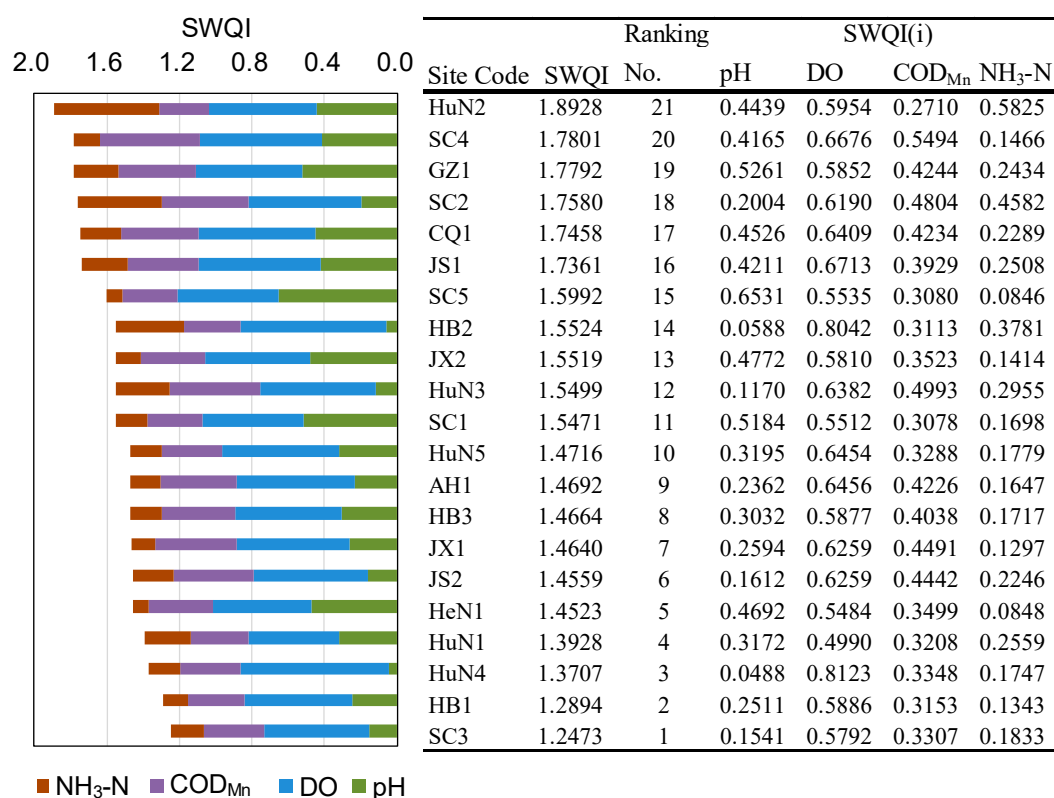 SWQI
2.0 1.6 1.2 0.8 0.4 0.0
NH₃-N COD_Mn DO pH
Ranking SWQI(i)
Site Code SWQI No. pH DO COD_Mn NH₃-N
HuN2 1.8928 21 0.4439 0.5954 0.2710 0.5825
SC4 1.7801 20 0.4165 0.6676 0.5494 0.1466
GZ1 1.7792 19 0.5261 0.5852 0.4244 0.2434
SC2 1.7580 18 0.2004 0.6190 0.4804 0.4582
CQ1 1.7458 17 0.4526 0.6409 0.4234 0.2289
JS1 1.7361 16 0.4211 0.6713 0.3929 0.2508
SC5 1.5992 15 0.6531 0.5535 0.3080 0.0846
HB2 1.5524 14 0.0588 0.8042 0.3113 0.3781
JX2 1.5519 13 0.4772 0.5810 0.3523 0.1414
HuN3 1.5499 12 0.1170 0.6382 0.4993 0.2955
SC1 1.5471 11 0.5184 0.5512 0.3078 0.1698
HuN5 1.4716 10 0.3195 0.6454 0.3288 0.1779
AH1 1.4692 9 0.2362 0.6456 0.4226 0.1647
HB3 1.4664 8 0.3032 0.5877 0.4038 0.1717
JX1 1.4640 7 0.2594 0.6259 0.4491 0.1297
JS2 1.4559 6 0.1612 0.6259 0.4442 0.2246
HeN1 1.4523 5 0.4692 0.5484 0.3499 0.0848
HuN1 1.3928 4 0.3172 0.4990 0.3208 0.2559
HuN4 1.3707 3 0.0488 0.8123 0.3348 0.1747
HB1 1.2894 2 0.2511 0.5886 0.3153 0.1343
SC3 1.2473 1 0.1541 0.5792 0.3307 0.1833